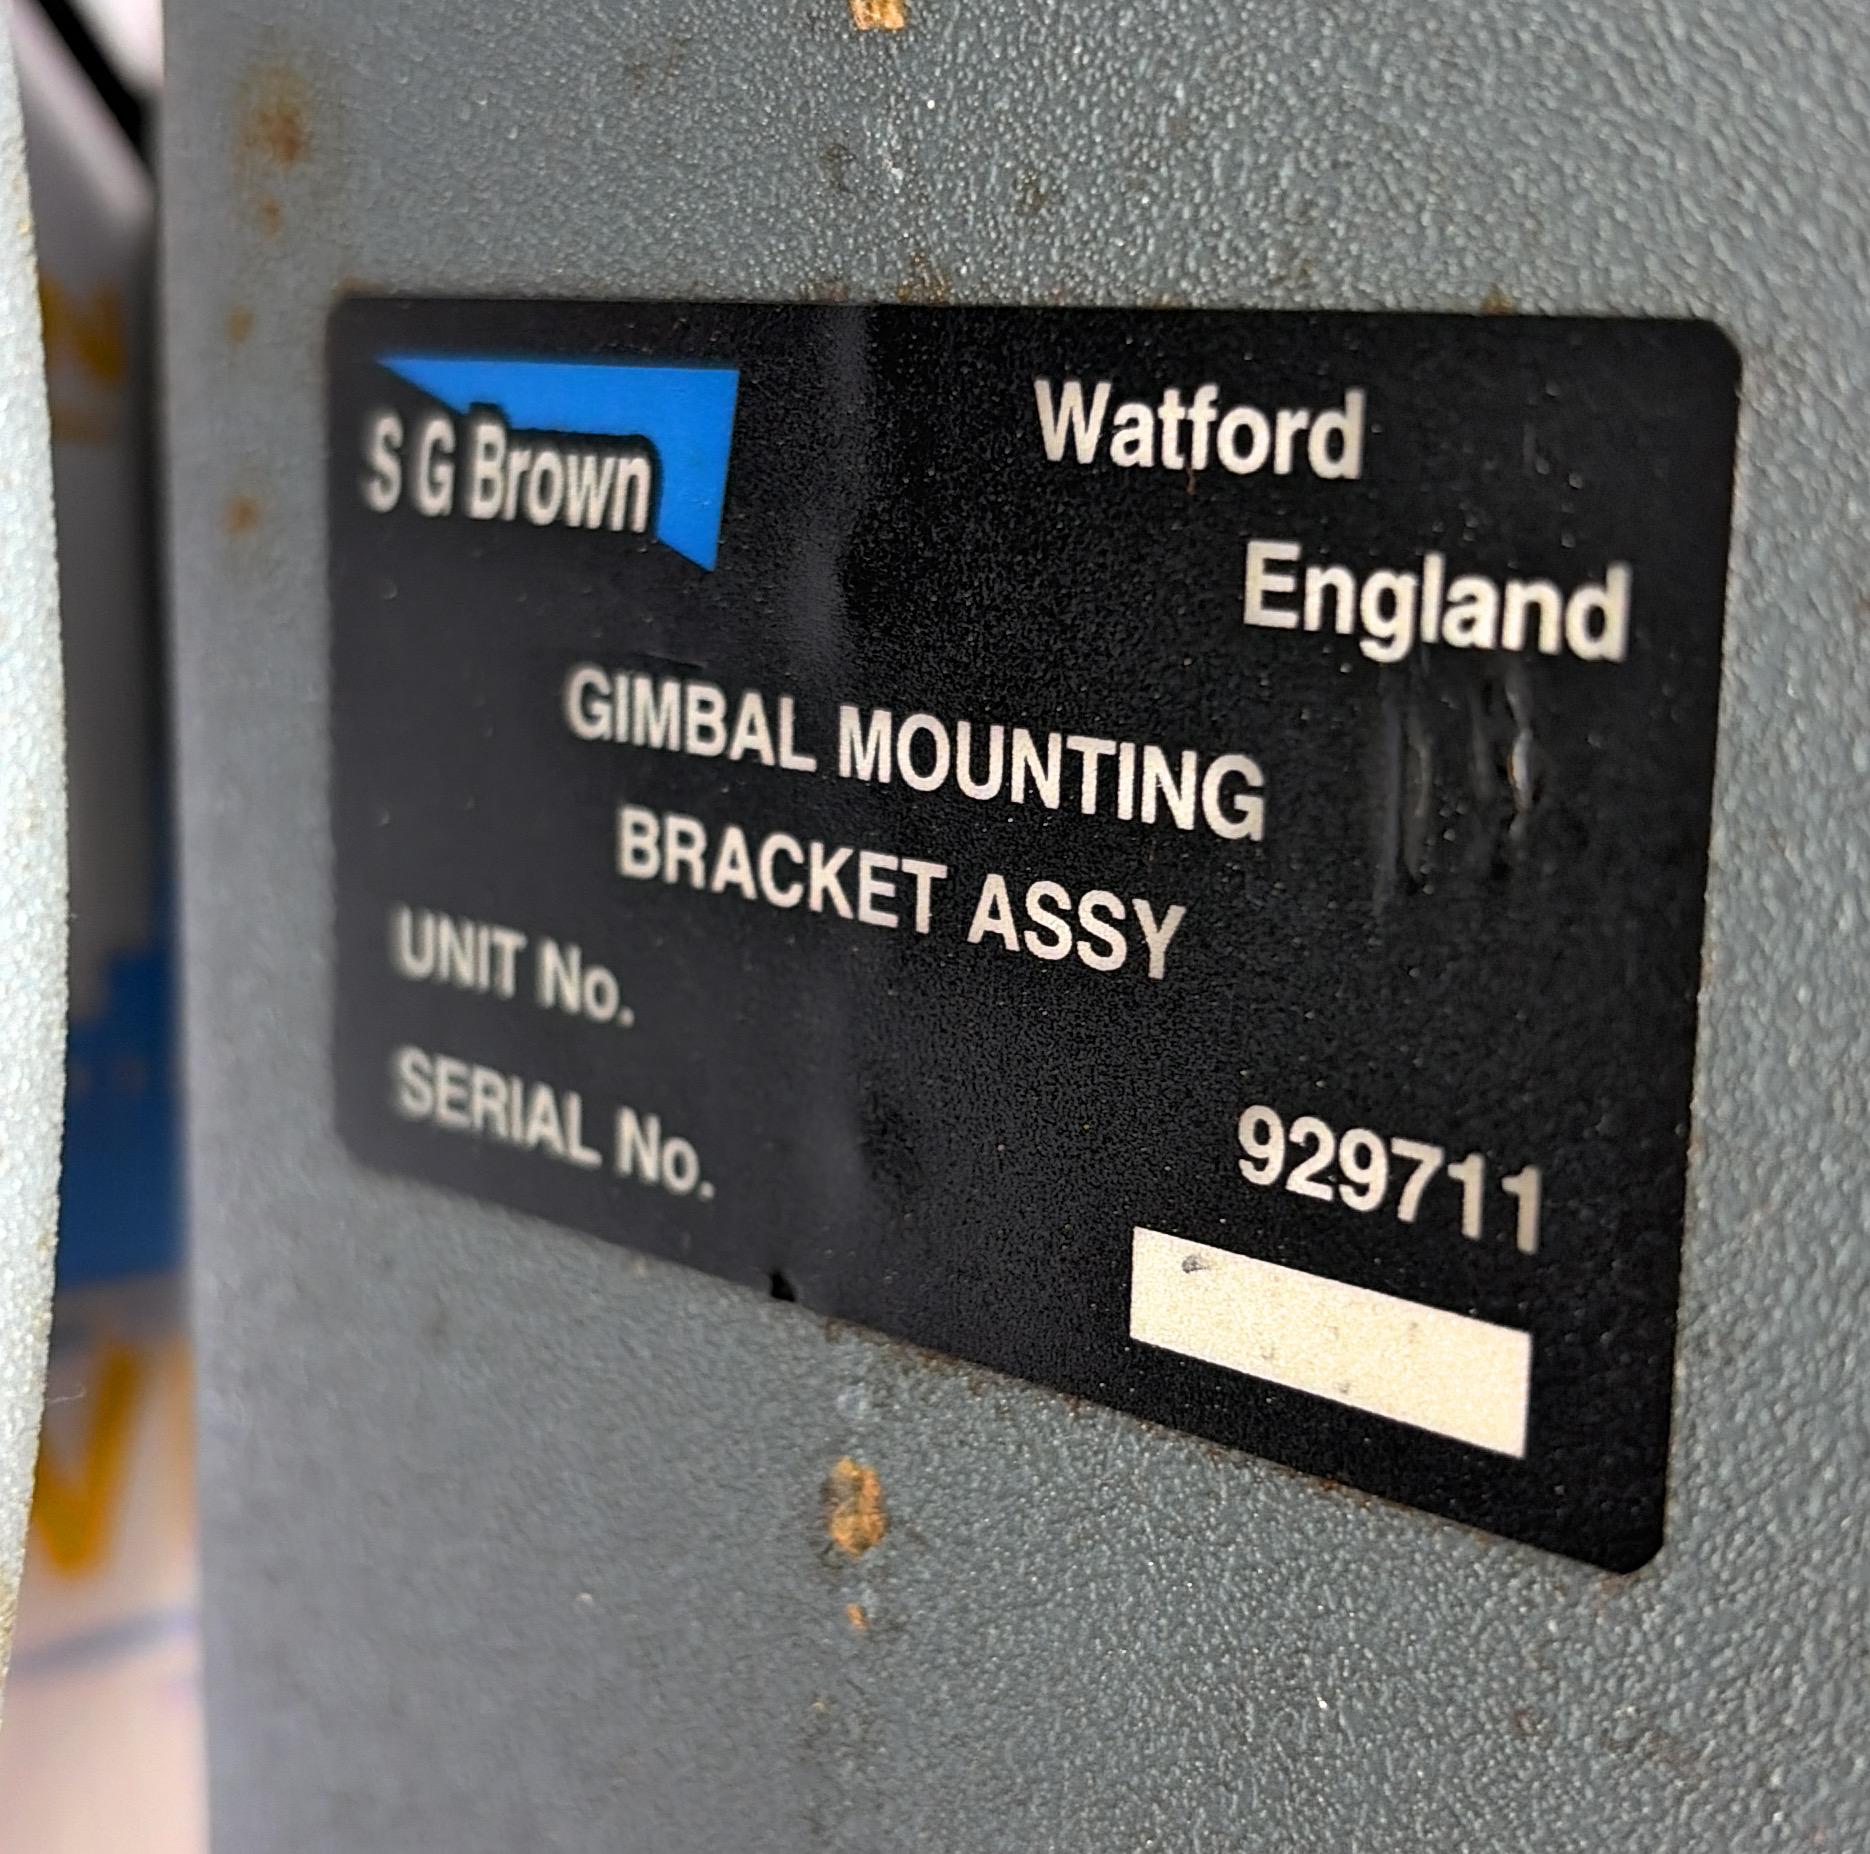 S G Brown
Watford
England
GIMBAL MOUNTING
BRACKET ASSY
UNIT No. 929711
SERIAL No.